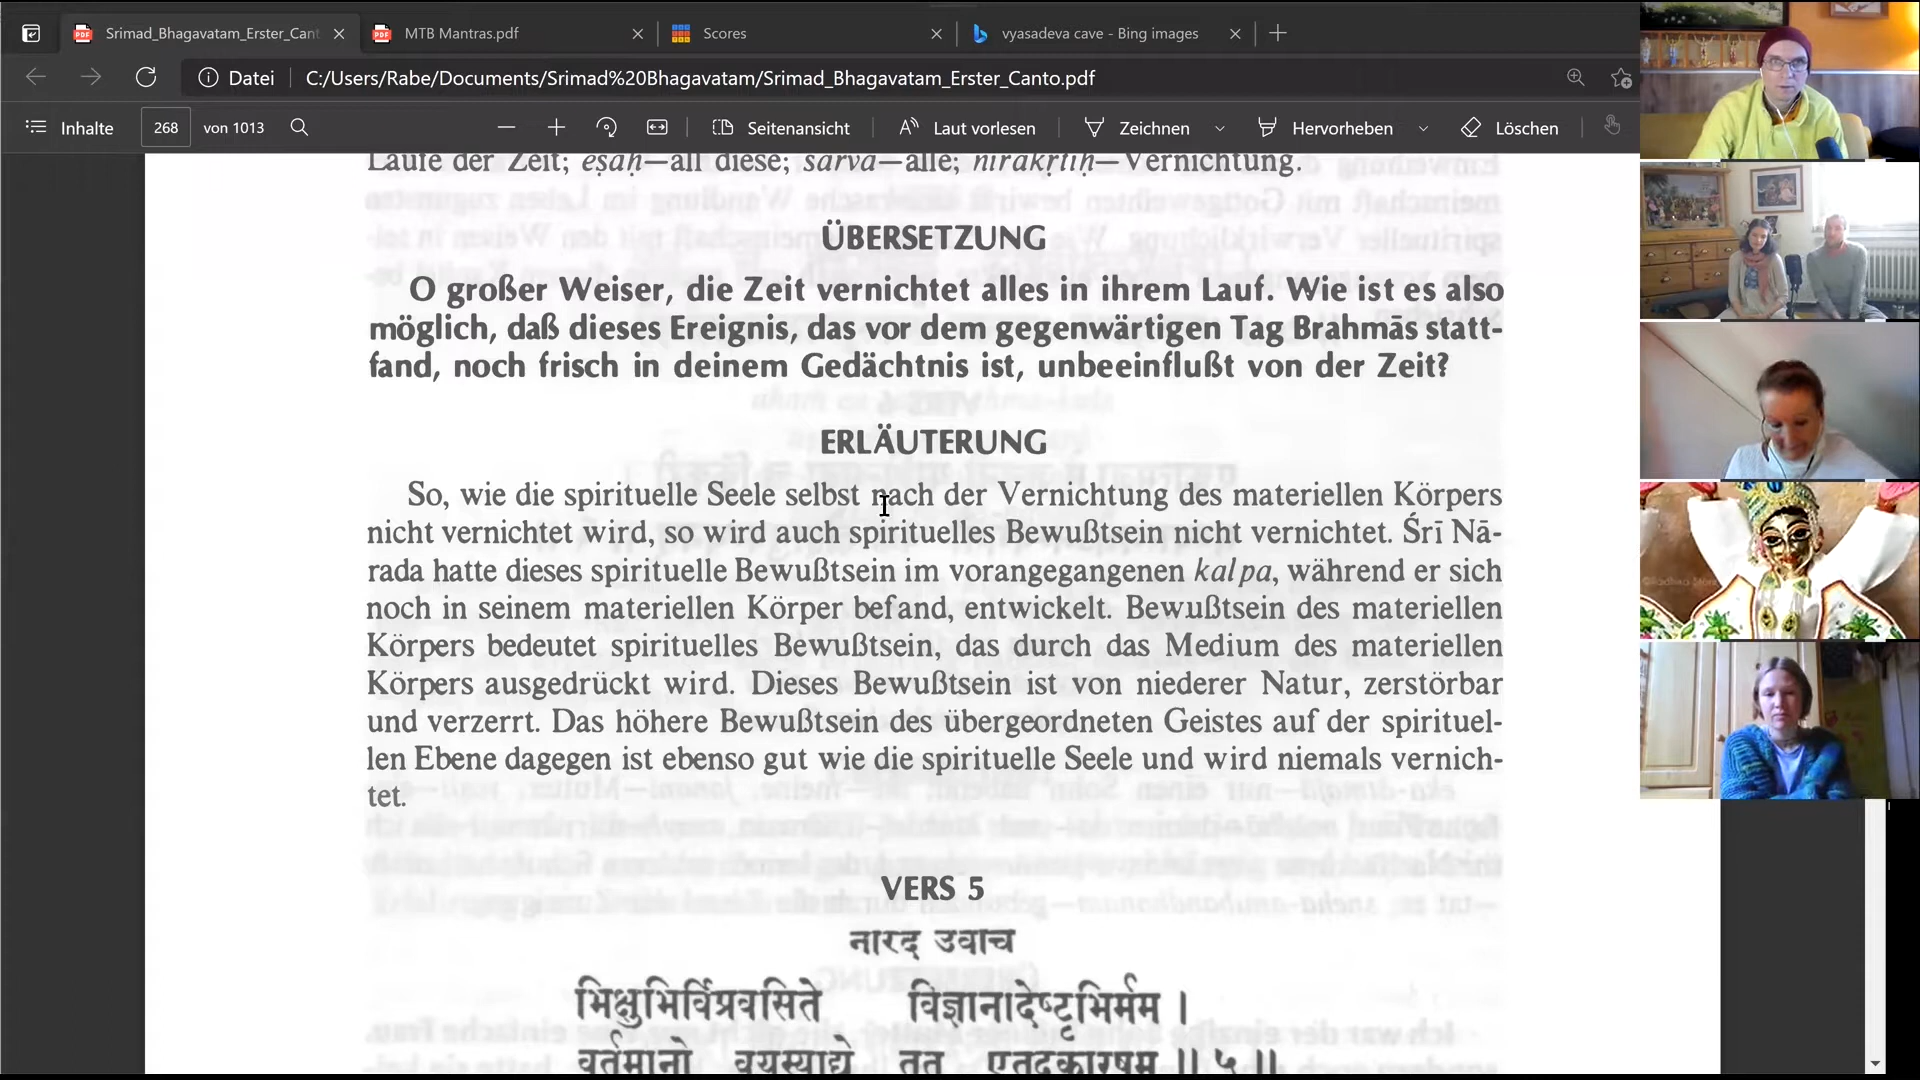 Srimad_Bhagavatam_Erster_Cant
MTB Mantras.pdf
Scores
vyasadeva cave - Bing images
Datei
C:/Users/Rabe/Documents/Srimad%20Bhagavatam/Srimad_Bhagavatam_Erster_Canto.pdf
Inhalte
268
von 1013
Seitenansicht
Laut vorlesen
Zeichnen
Hervorheben
Löschen
Laufe der Zeit; eṣaḥ—all diese; sarva—alle; nirākṛtiḥ—Vernichtung.
ÜBERSETZUNG
O großer Weiser, die Zeit vernichtet alles in ihrem Lauf. Wie ist es also
möglich, daß dieses Ereignis, das vor dem gegenwärtigen Tag Brahmās statt-
fand, noch frisch in deinem Gedächtnis ist, unbeeinflußt von der Zeit?
ERLÄUTERUNG
So, wie die spirituelle Seele selbst nach der Vernichtung des materiellen Körpers
nicht vernichtet wird, so wird auch spirituelles Bewußtsein nicht vernichtet. Śrī Nā-
rada hatte dieses spirituelle Bewußtsein im vorangegangenen kalpa, während er sich
noch in seinem materiellen Körper befand, entwickelt. Bewußtsein des materiellen
Körpers bedeutet spirituelles Bewußtsein, das durch das Medium des materiellen
Körpers ausgedrückt wird. Dieses Bewußtsein ist von niederer Natur, zerstörbar
und verzerrt. Das höhere Bewußtsein des übergeordneten Geistes auf der spirituel-
len Ebene dagegen ist ebenso gut wie die spirituelle Seele und wird niemals vernich-
tet.
VERS 5
नारद उवाच
भिक्षुभिर्विप्रवसिते विज्ञानादेष्टृभिर्मम ।
वर्तमानो वयस्याद्ये तत एतदकारषम् ॥ ५ ॥